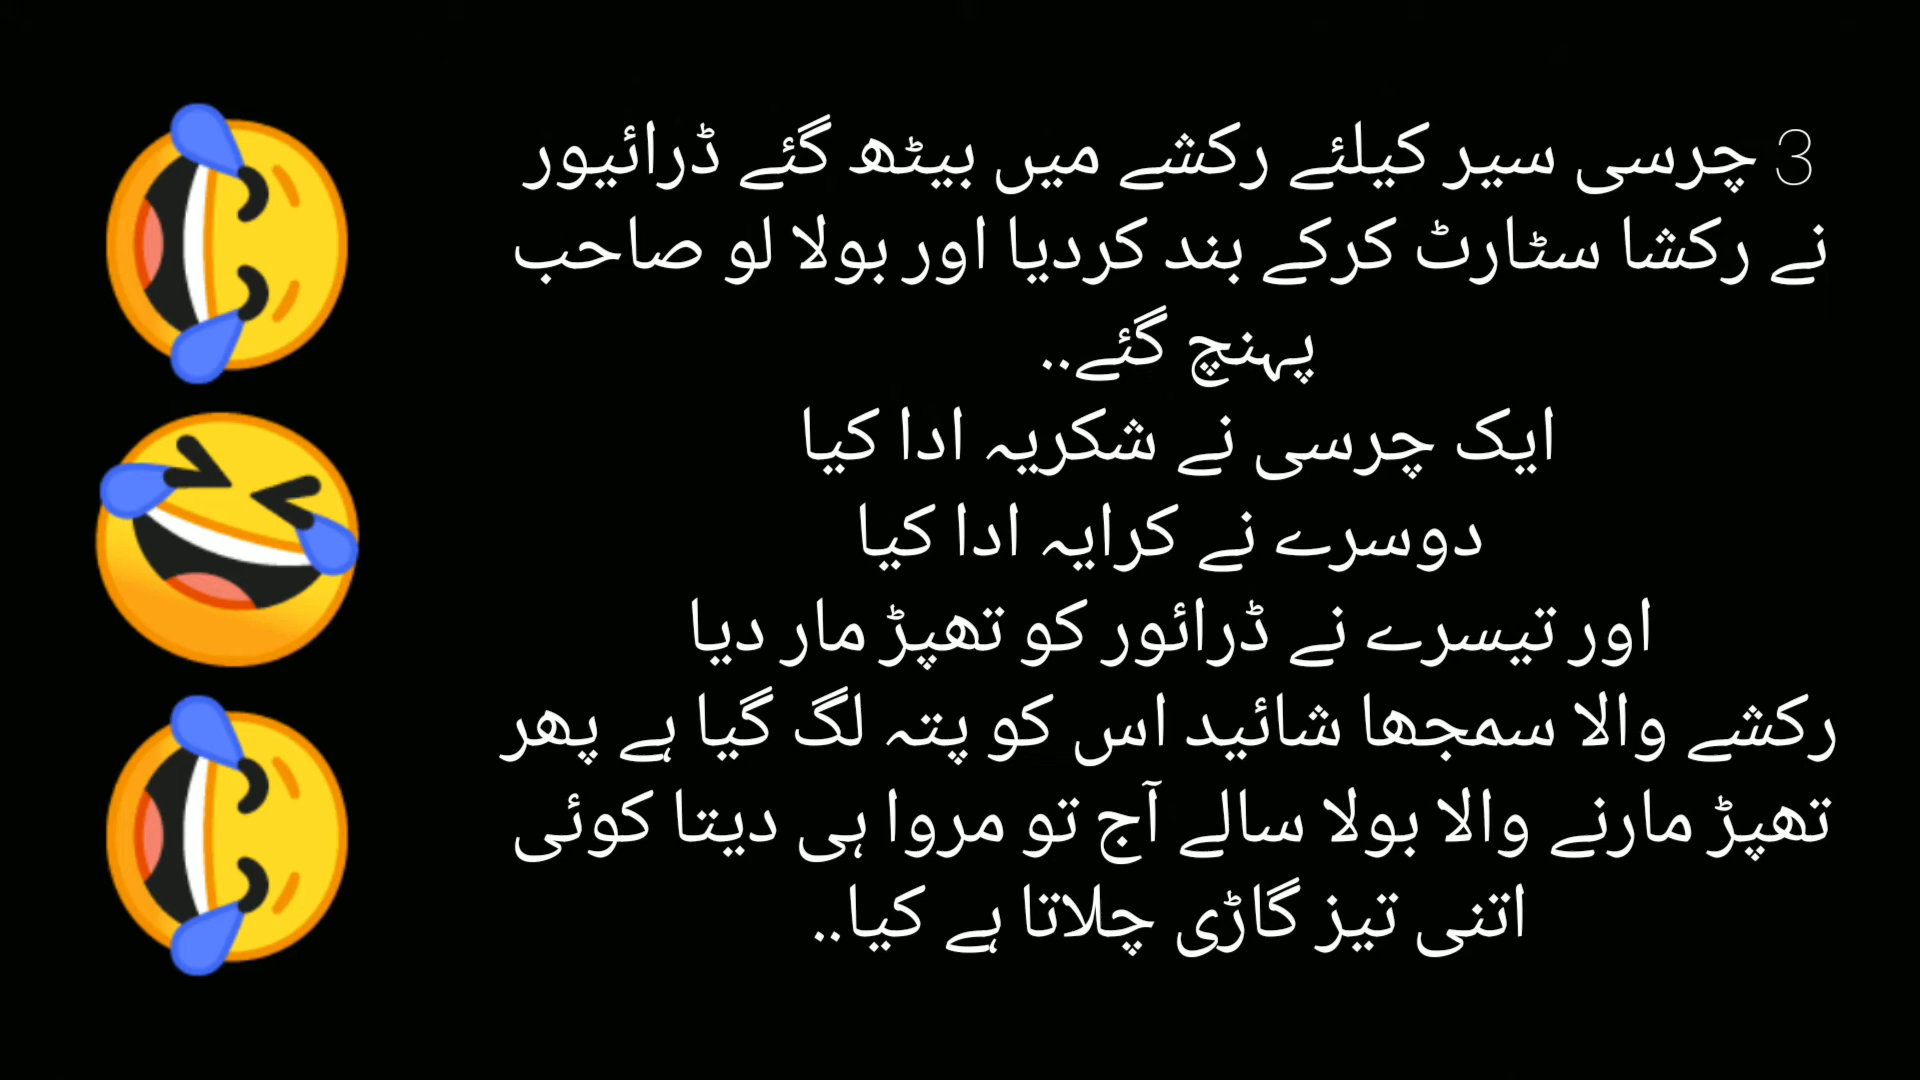 3 چرسی سیر کیلئے رکشے میں بیٹھ گئے ڈرائیور
نے رکشا سٹارٹ کرکے بند کردیا اور بولا لو صاحب
پہنچ گئے..
ایک چرسی نے شکریہ ادا کیا
دوسرے نے کرایہ ادا کیا
اور تیسرے نے ڈرائور کو تھپڑ مار دیا
رکشے والا سمجھا شائید اس کو پتہ لگ گیا ہے پھر
تھپڑ مارنے والا بولا سالے آج تو مروا ہی دیتا کوئی
اتنی تیز گاڑی چلاتا ہے کیا..